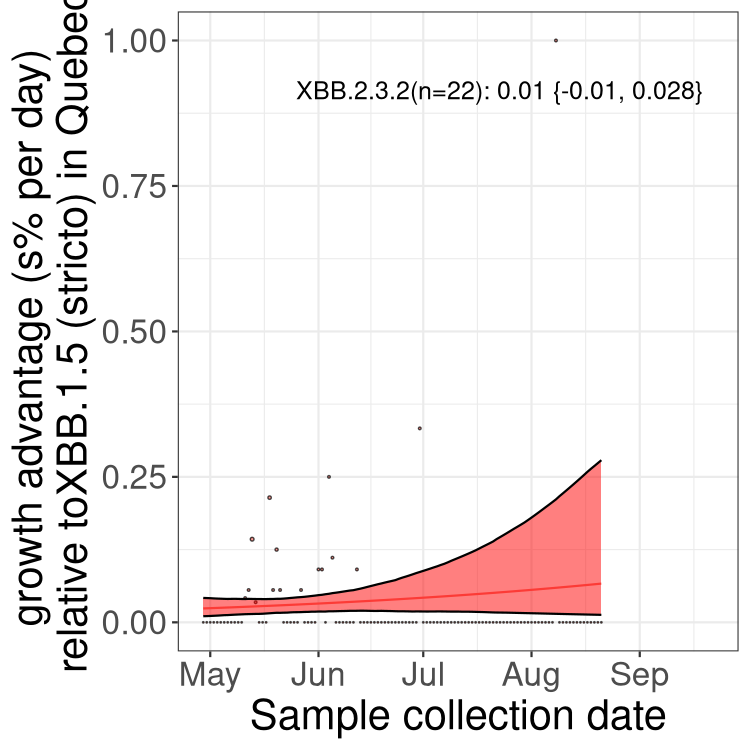 growth advantage (s% per day)
relative toXBB.1.5 (stricto) in Quebec
1.00
0.75
0.50
0.25
0.00
XBB.2.3.2(n=22): 0.01 {-0.01, 0.028}
May Jun Jul Aug Sep
Sample collection date